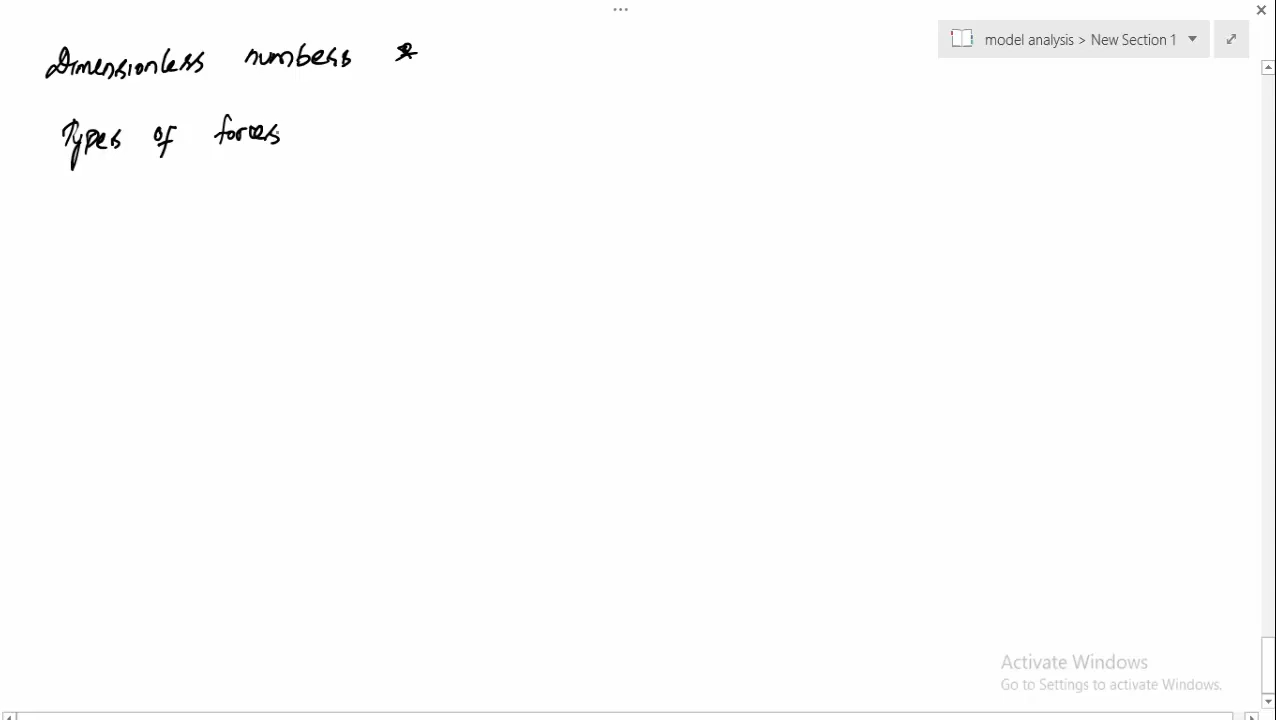 Dimensionless numbers *
model analysis > New Section 1
Types of forces
Activate Windows
Go to Settings to activate Windows.